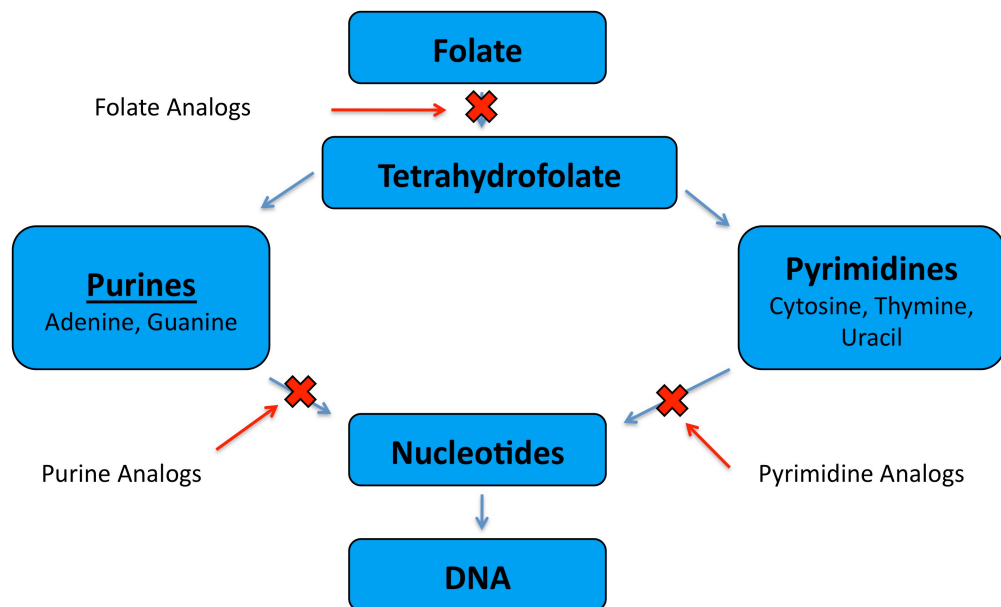 Folate
Folate Analogs
Tetrahydrofolate
Purines
Adenine, Guanine
Pyrimidines
Cytosine, Thymine,
Uracil
Nucleotides
Purine Analogs
Pyrimidine Analogs
DNA